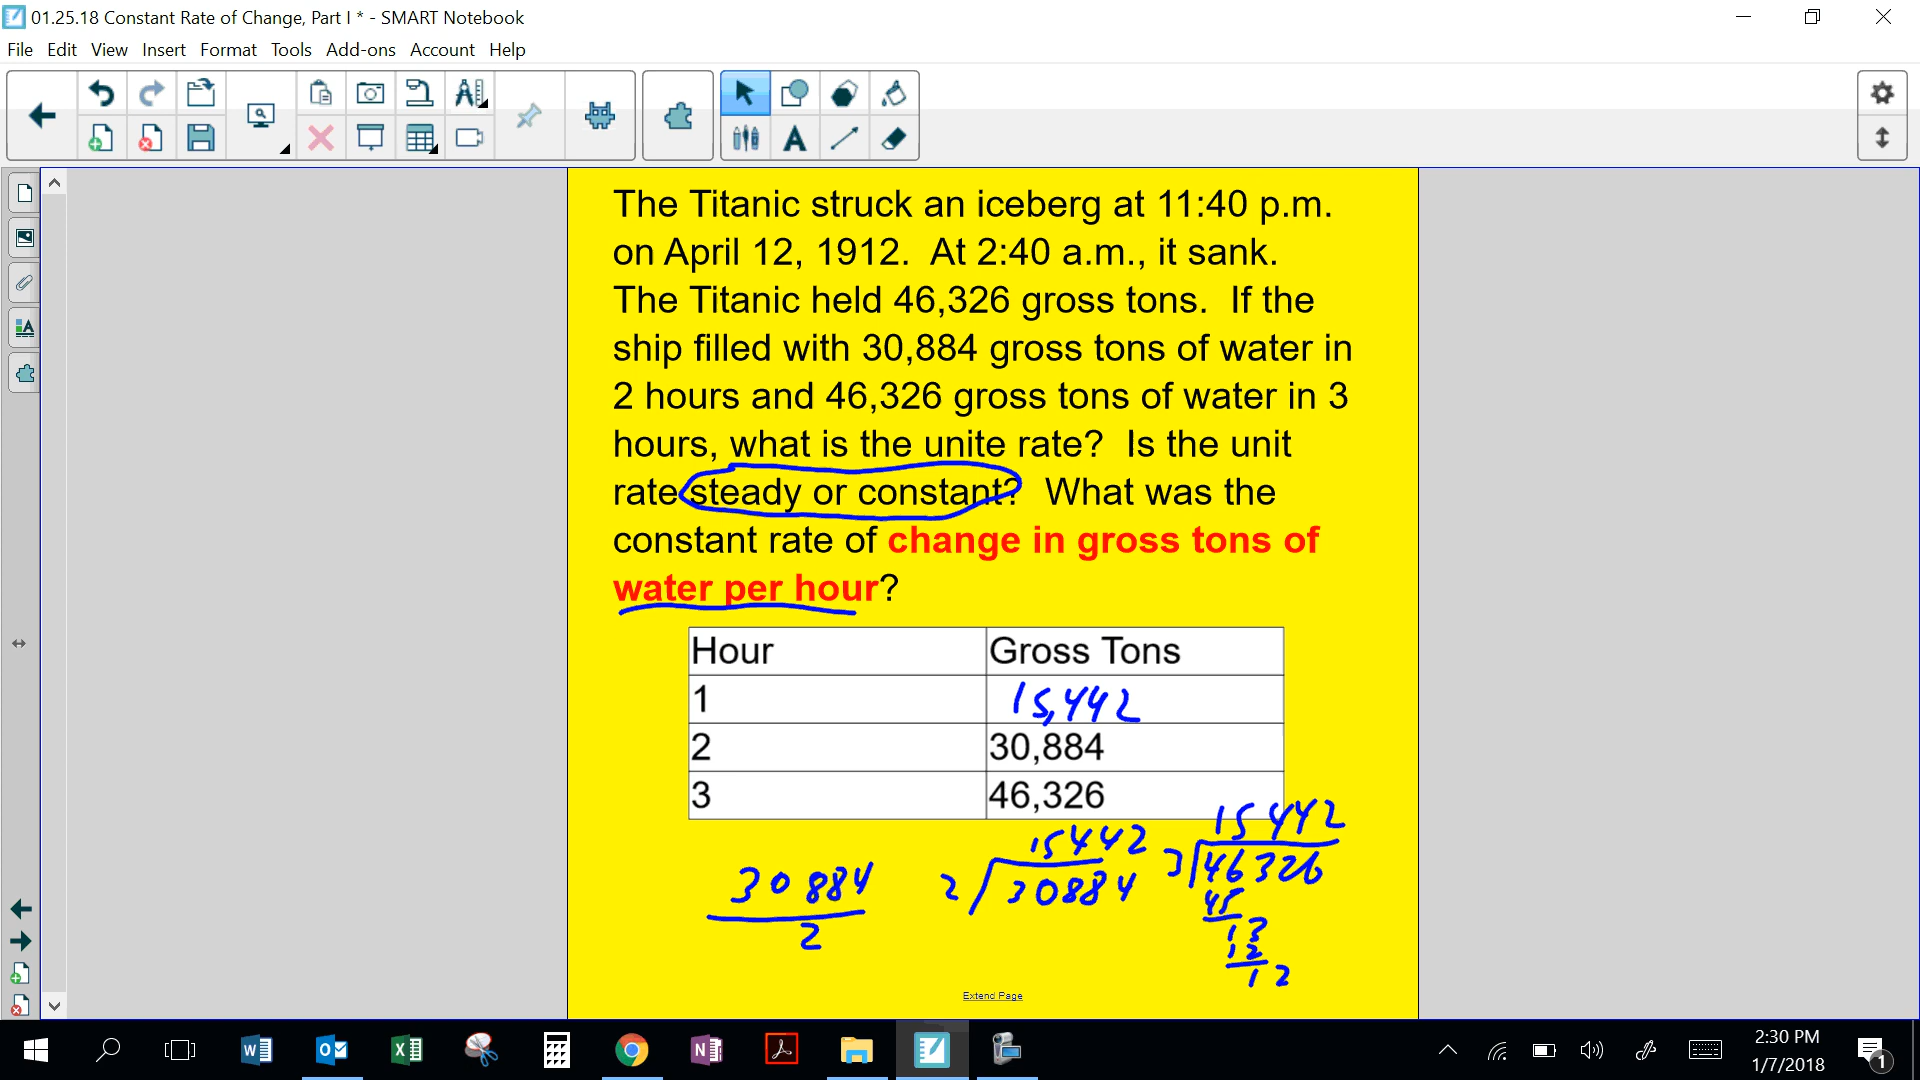 01.25.18 Constant Rate of Change, Part I * - SMART Notebook
File Edit View Insert Format Tools Add-ons Account Help
The Titanic struck an iceberg at 11:40 p.m.
on April 12, 1912. At 2:40 a.m., it sank.
The Titanic held 46,326 gross tons. If the
ship filled with 30,884 gross tons of water in
2 hours and 46,326 gross tons of water in 3
hours, what is the unite rate? Is the unit
rate steady or constant? What was the
constant rate of change in gross tons of
water per hour?
Hour Gross Tons
1 15,442
2 30,884
3 46,326
30884
2
15442
2 30884
15442
3 46326
45
13
12
12
Extend Page
2:30 PM
1/7/2018
1